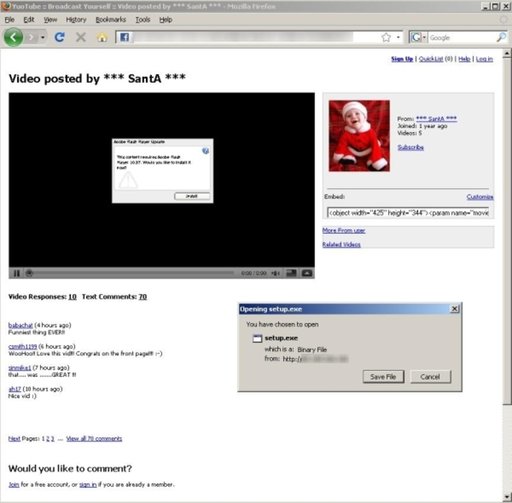 YuoTube :: Broadcast Yourself :: Video posted by *** SantA *** - Mozilla Firefox
File Edit View History Bookmarks Tools Help
Google
Sign Up | QuickList (0) | Help | Log in
Video posted by *** SantA ***
From: *** SantA ***
Joined: 1 year ago
Videos: 5
Subscribe
Adobe Flash Player Update
This content requires Adobe Flash
Player 10.37. Would you like to install it
now?
Install
Embed: Customize
<object width="425" height="344"><param name="movie
More From user
Related Videos
0:00 / 0:00
Video Responses: 10 Text Comments: 70
babachat (4 hours ago)
Funniest thing EVER!!
csmith1199 (6 hours ago)
WooHoo! Love this vid!!! Congrats on the front page!!!! :-)
simmike1 (7 hours ago)
that.... was .......GREAT !!!
ah17 (10 hours ago)
Nice vid :)
Opening setup.exe
You have chosen to open
setup.exe
which is a: Binary File
from: http://
Save File Cancel
Next Pages: 1 2 3 ... View all 70 comments
Would you like to comment?
Join for a free account, or sign in if you are already a member.